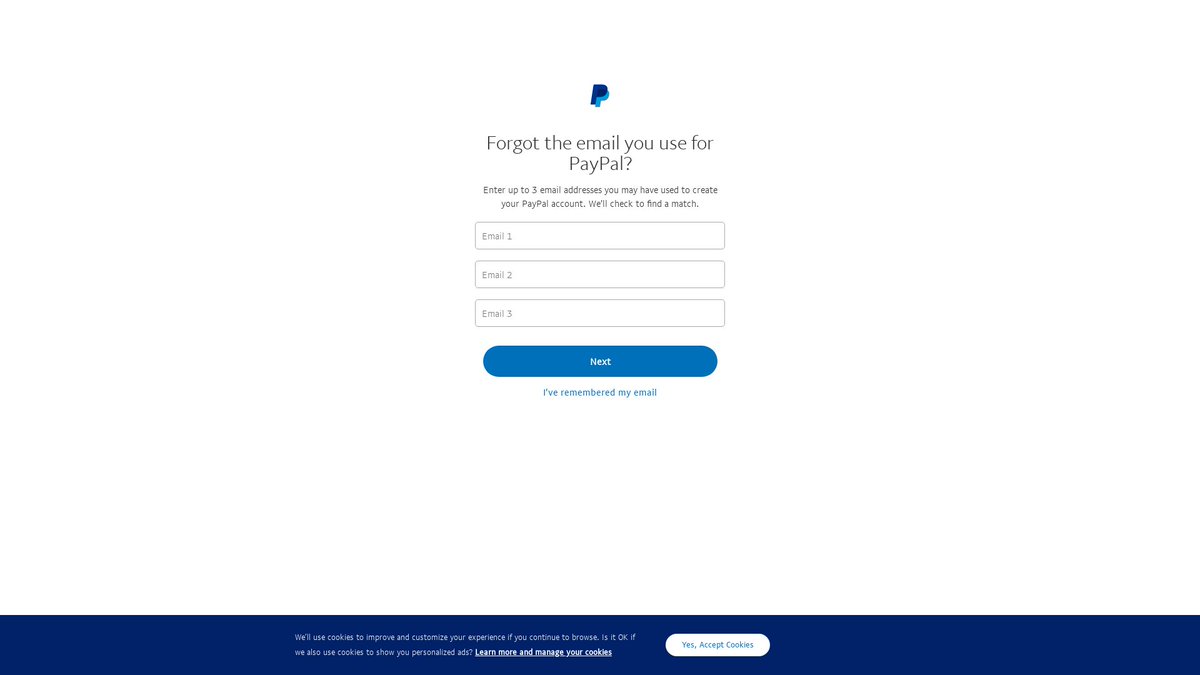 Forgot the email you use for
PayPal?
Enter up to 3 email addresses you may have used to create
your PayPal account. We'll check to find a match.
Email 1
Email 2
Email 3
Next
I've remembered my email
We'll use cookies to improve and customize your experience if you continue to browse. Is it OK if
we also use cookies to show you personalized ads? Learn more and manage your cookies
Yes, Accept Cookies